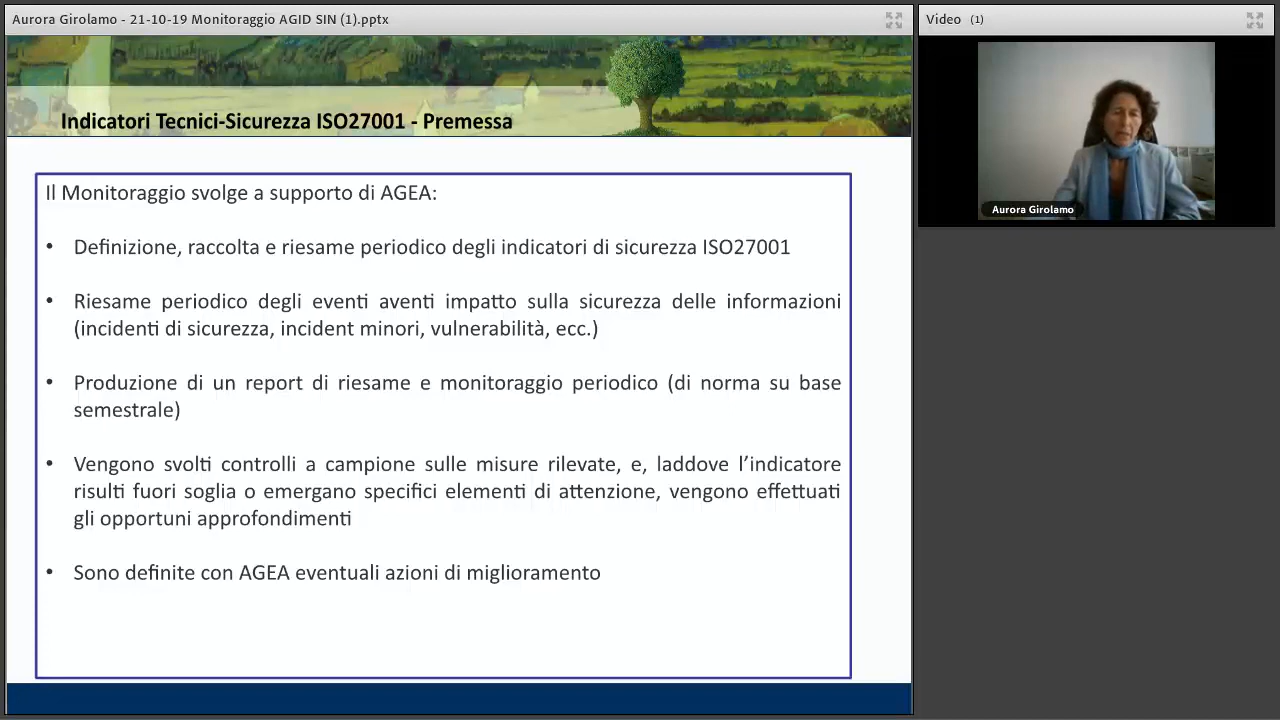 Aurora Girolamo - 21-10-19 Monitoraggio AGID SIN (1).pptx
Video (1)
Indicatori Tecnici-Sicurezza ISO27001 - Premessa
Aurora Girolamo
Il Monitoraggio svolge a supporto di AGEA:
• Definizione, raccolta e riesame periodico degli indicatori di sicurezza ISO27001
• Riesame periodico degli eventi aventi impatto sulla sicurezza delle informazioni
(incidenti di sicurezza, incident minori, vulnerabilità, ecc.)
• Produzione di un report di riesame e monitoraggio periodico (di norma su base
semestrale)
• Vengono svolti controlli a campione sulle misure rilevate, e, laddove l’indicatore
risulti fuori soglia o emergano specifici elementi di attenzione, vengono effettuati
gli opportuni approfondimenti
• Sono definite con AGEA eventuali azioni di miglioramento